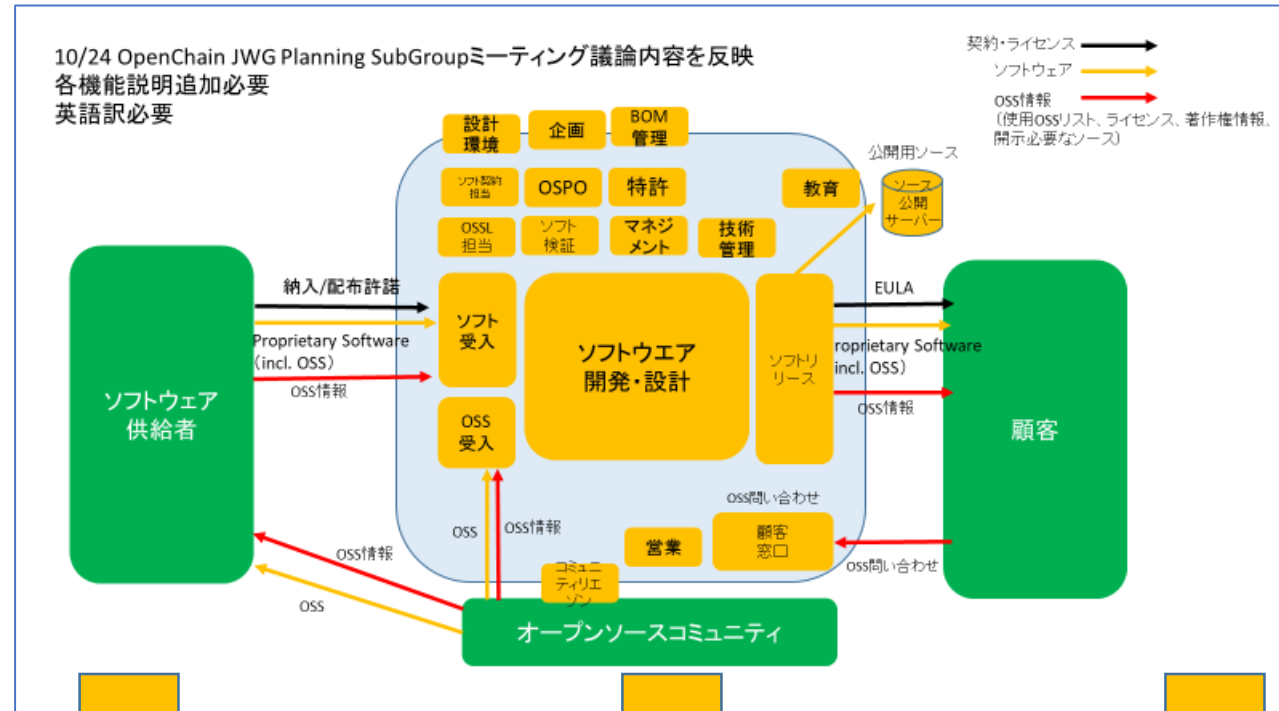 10/24 OpenChain JWG Planning SubGroupミーティング議論内容を反映
各機能説明追加必要
英語訳必要
契約・ライセンス
ソフトウェア
OSS情報
（使用OSSリスト、ライセンス、著作権情報、
開示必要なソース）
設計
環境
企画
BOM
管理
公開用ソース
ソフト契約
担当
OSPO
特許
教育
ソース
公開
サーバー
OSSL
担当
ソフト
検証
マネジ
メント
技術
管理
納入/配布許諾
Proprietary Software
（incl. OSS）
OSS情報
ソフト
受入
ソフトウエア
開発・設計
ソフトリ
リース
EULA
roprietary Software
incl. OSS）
OSS情報
ソフトウェア
供給者
OSS
受入
顧客
OSS
OSS情報
OSS問い合わせ
営業
顧客
窓口
OSS問い合わせ
OSS情報
OSS
コミュニ
ティリエ
ゾン
オープンソースコミュニティ